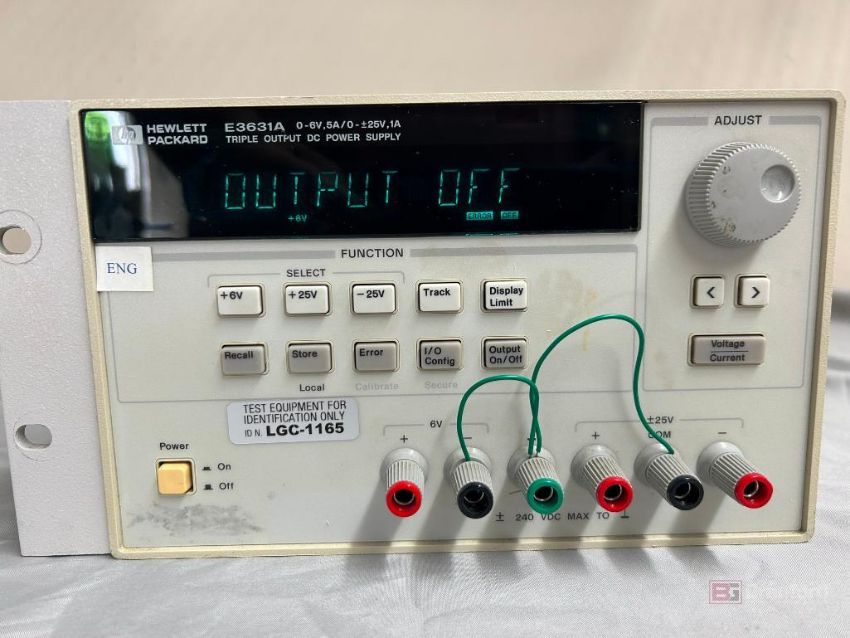 hp HEWLETT PACKARD
E3631A 0-6V,5A/0-±25V,1A
TRIPLE OUTPUT DC POWER SUPPLY
ADJUST
OUTPUT OFF
+6V
ERROR OFF
ENG
FUNCTION
SELECT
+6V +25V -25V Track Display Limit
< >
Recall Store Error I/O Config Output On/Off
Voltage Current
Local Calibrate Secure
TEST EQUIPMENT FOR
IDENTIFICATION ONLY
ID N. LGC-1165
Power
On
Off
6V
±25V
+ - + COM -
± 240 VDC MAX TO ⏊
BG